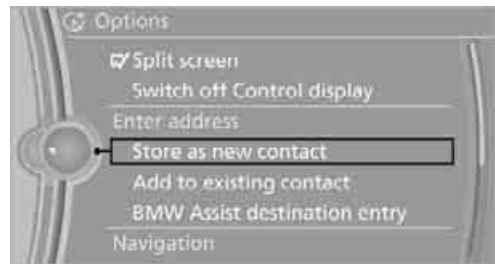 Options
Split screen
Switch off Control display
Enter address
Store as new contact
Add to existing contact
BMW Assist destination entry
Navigation